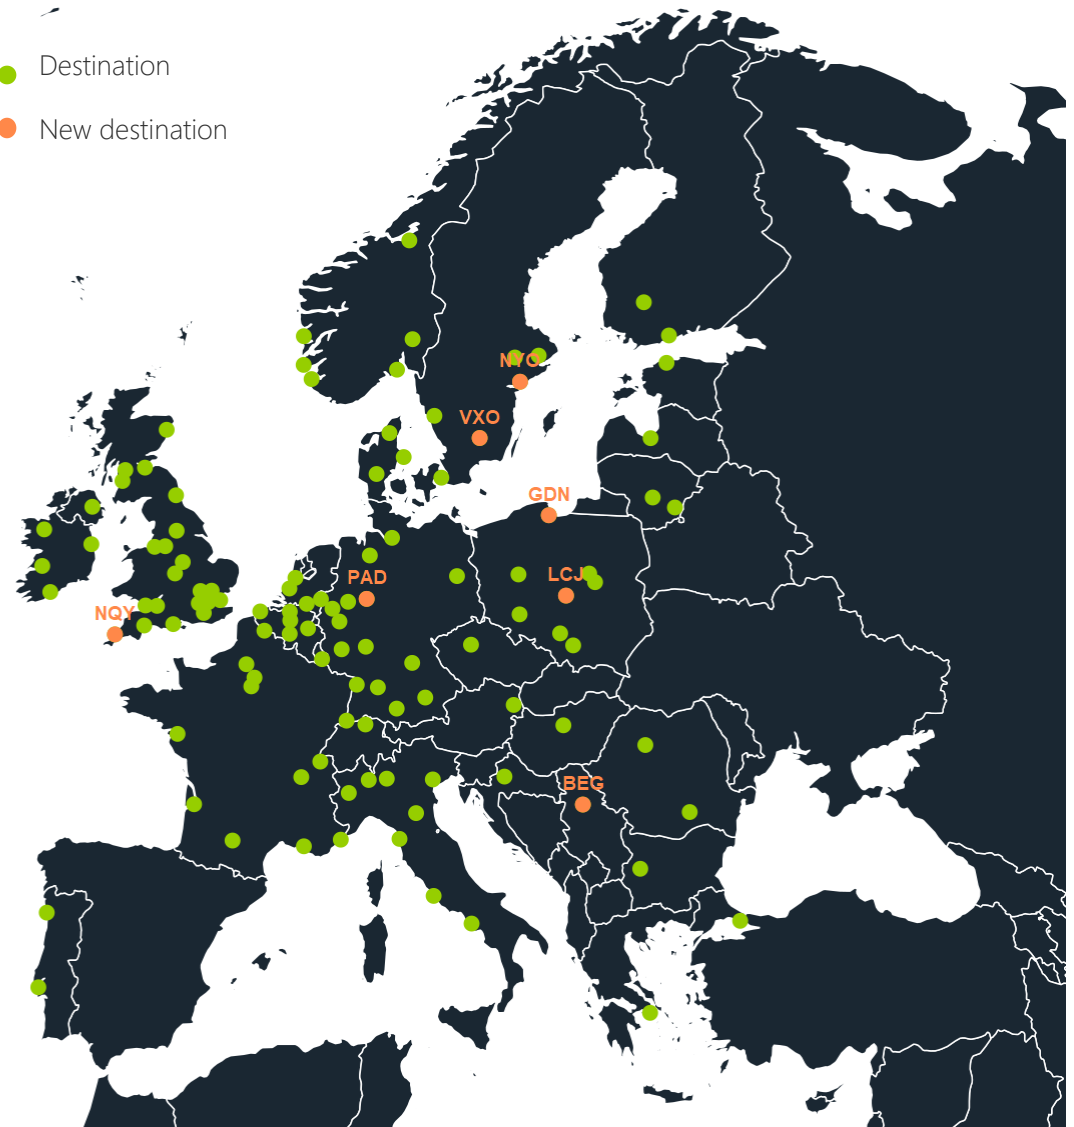 Destination
New destination
NYO
VXO
GDN
PAD
LCJ
NQY
BEG